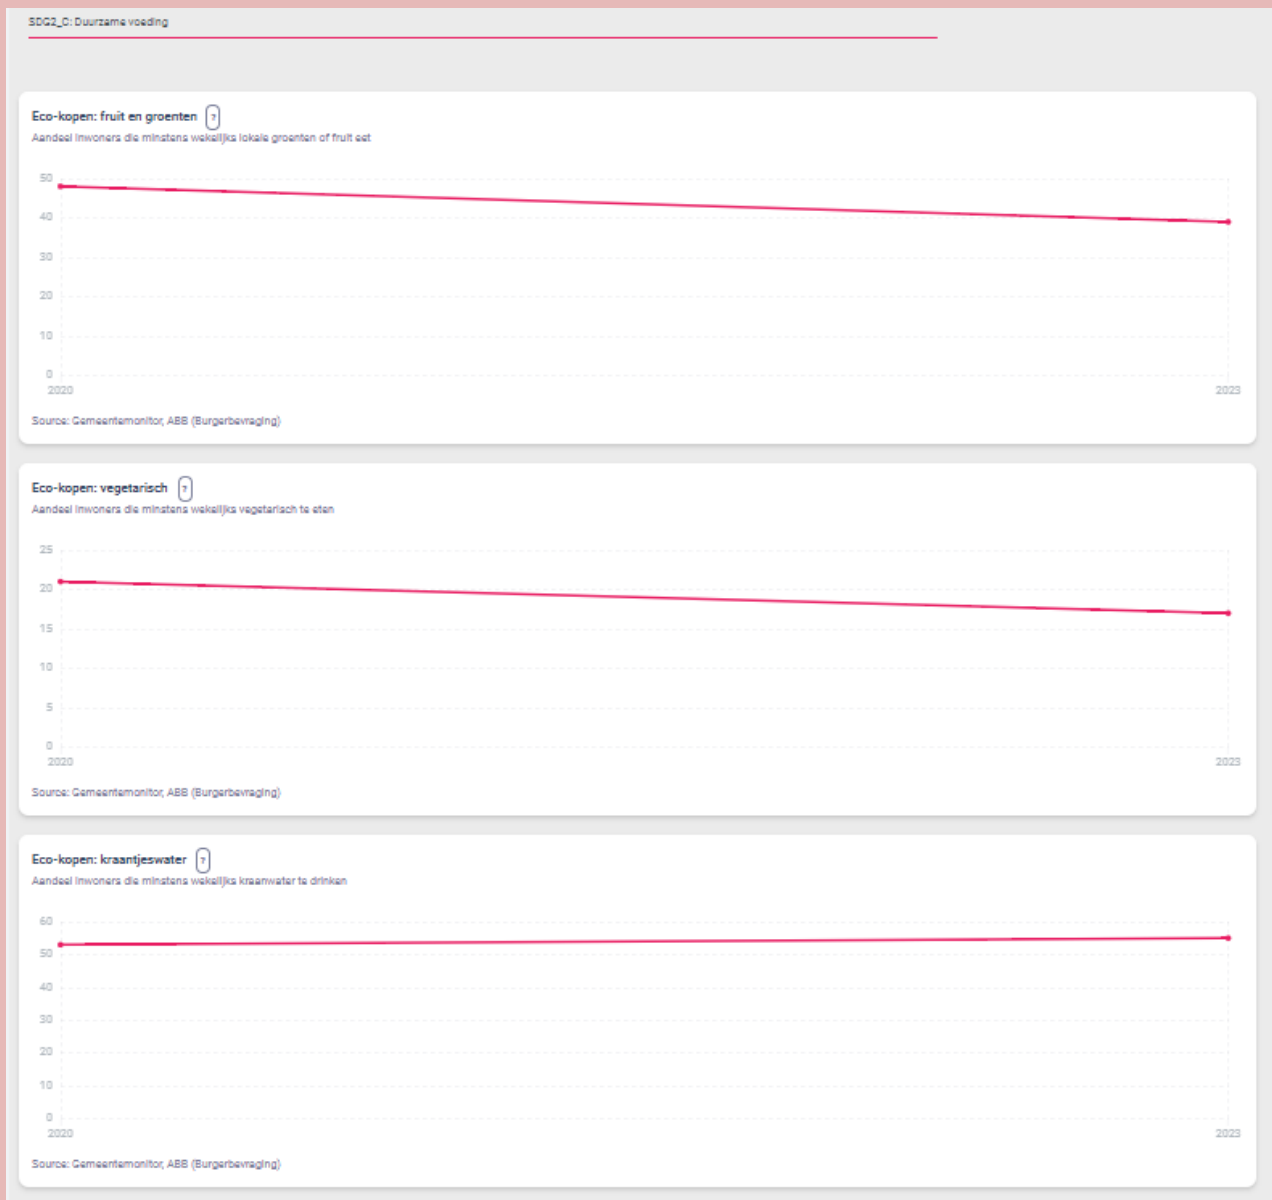 SDG2_C: Duurzame voeding
Eco-kopen: fruit en groenten ?
Aandeel inwoners die minstens wekelijks lokale groenten of fruit eet
50
40
30
20
10
0
2020 2023
Source: Gemeentemonitor, ABB (Burgerbevraging)
Eco-kopen: vegetarisch ?
Aandeel inwoners die minstens wekelijks vegetarisch te eten
25
20
15
10
5
0
2020 2023
Source: Gemeentemonitor, ABB (Burgerbevraging)
Eco-kopen: kraantjeswater ?
Aandeel inwoners die minstens wekelijks kraanwater te drinken
60
50
40
30
20
10
0
2020 2023
Source: Gemeentemonitor, ABB (Burgerbevraging)